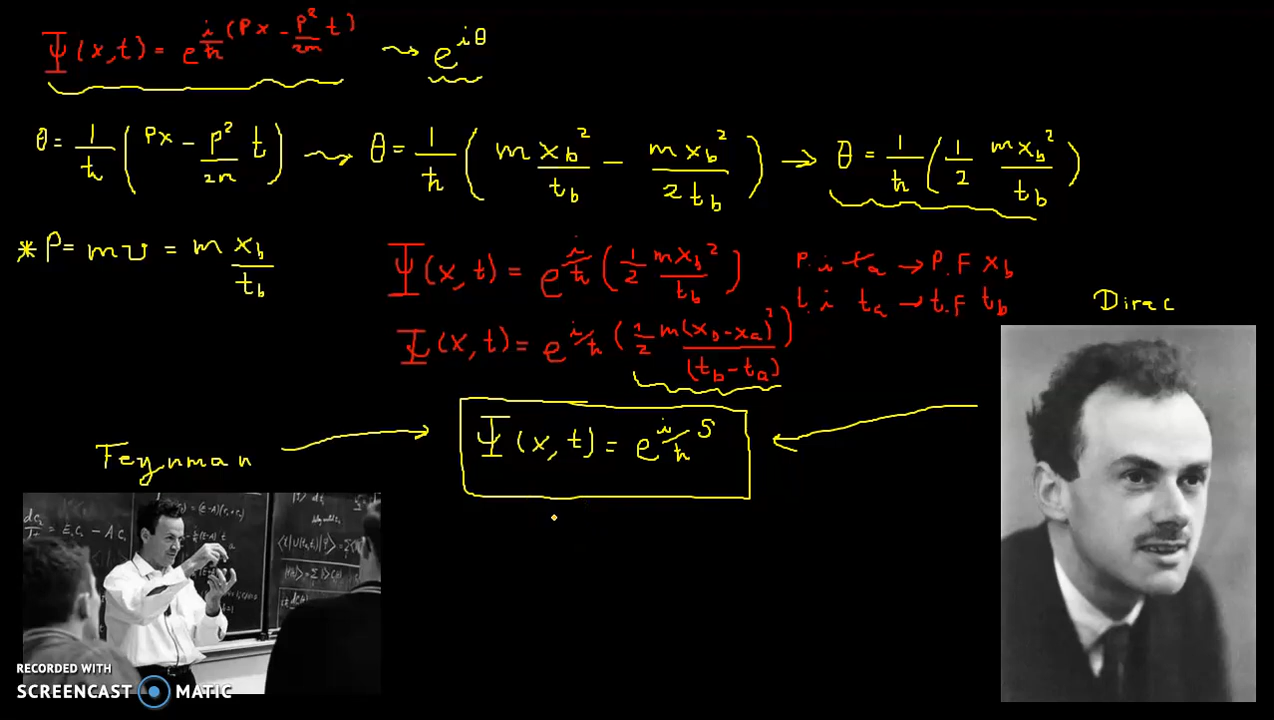 Ψ(x,t) = e^{i/ħ (Px - P²/2m t)} ⇝ e^{iθ}
θ = 1/ħ (Px - P²/2m t) ⇝ θ = 1/ħ (m x_b²/t_b - m x_b²/2t_b) → θ = 1/ħ (1/2 m x_b²/t_b)
* P = mv = m x_b/t_b
Ψ(x,t) = e^{i/ħ} (1/2 m x_b²/t_b)
P.i x_a → P.F x_b
t.i t_a → t.F t_b
Dirac
Ψ(x,t) = e^{i/ħ} (1/2 m(x_b - x_a)²/(t_b - t_a))
Ψ(x,t) = e^{i/ħ S}
Feynman
RECORDED WITH
SCREENCAST MATIC